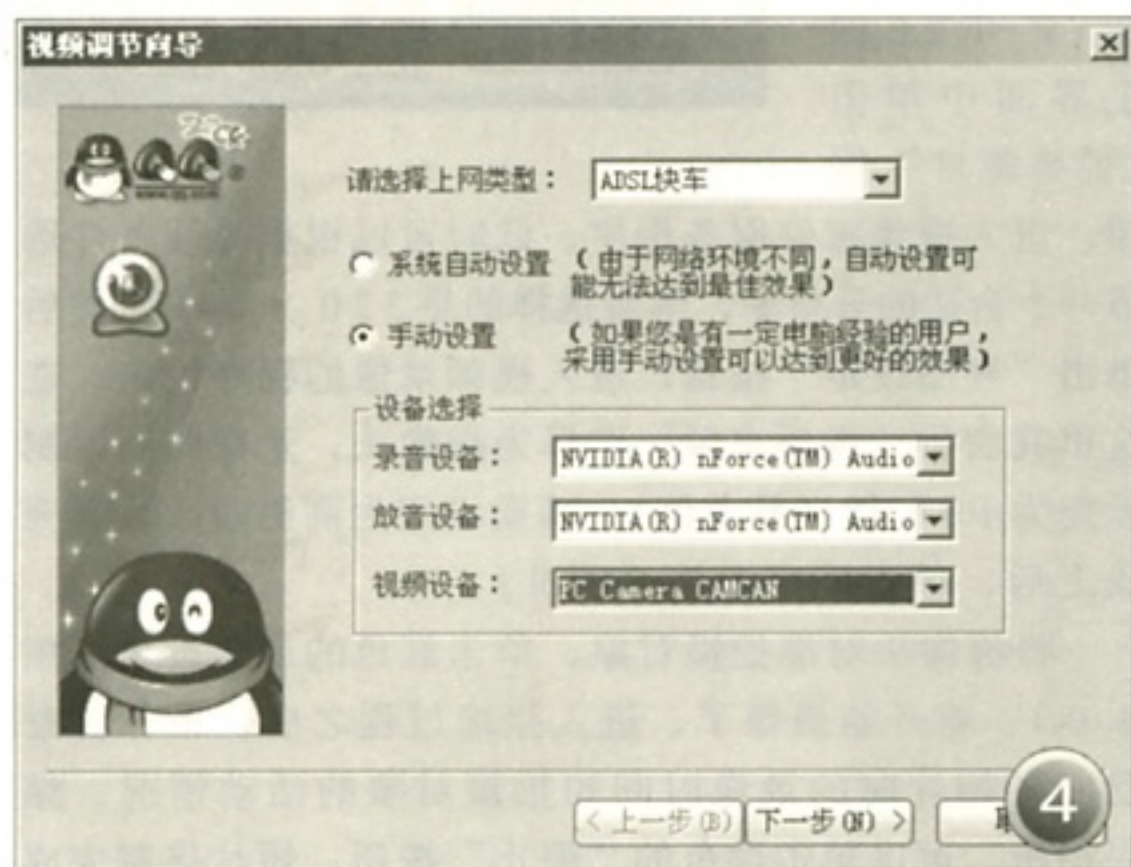 视频调节向导
www.qq.com
请选择上网类型： ADSL快车
系统自动设置 （由于网络环境不同，自动设置可
能无法达到最佳效果）
手动设置 （如果您是有一定电脑经验的用户，
采用手动设置可以达到更好的效果）
设备选择
录音设备： NVIDIA(R) nForce(TM) Audio
放音设备： NVIDIA(R) nForce(TM) Audio
视频设备： PC Camera CAMCAN
< 上一步(B) 下一步(N) >
4